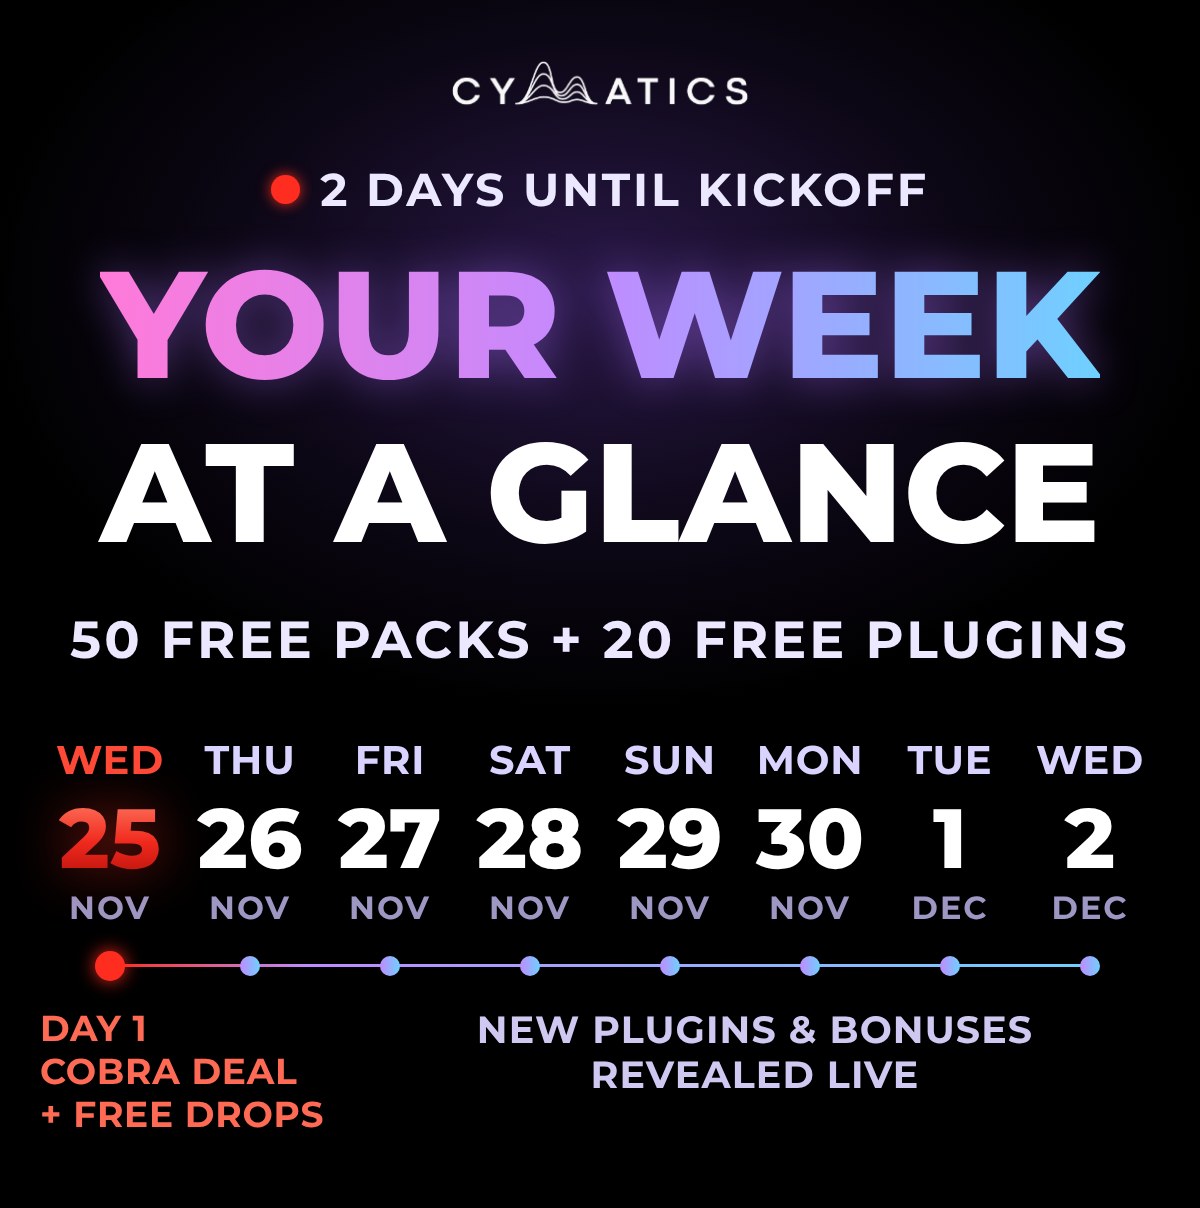 CYMATICS
2 DAYS UNTIL KICKOFF
YOUR WEEK
AT A GLANCE
50 FREE PACKS + 20 FREE PLUGINS
WED THU FRI SAT SUN MON TUE WED
25 26 27 28 29 30 1 2
NOV NOV NOV NOV NOV NOV DEC DEC
DAY 1
COBRA DEAL
+ FREE DROPS
NEW PLUGINS & BONUSES
REVEALED LIVE